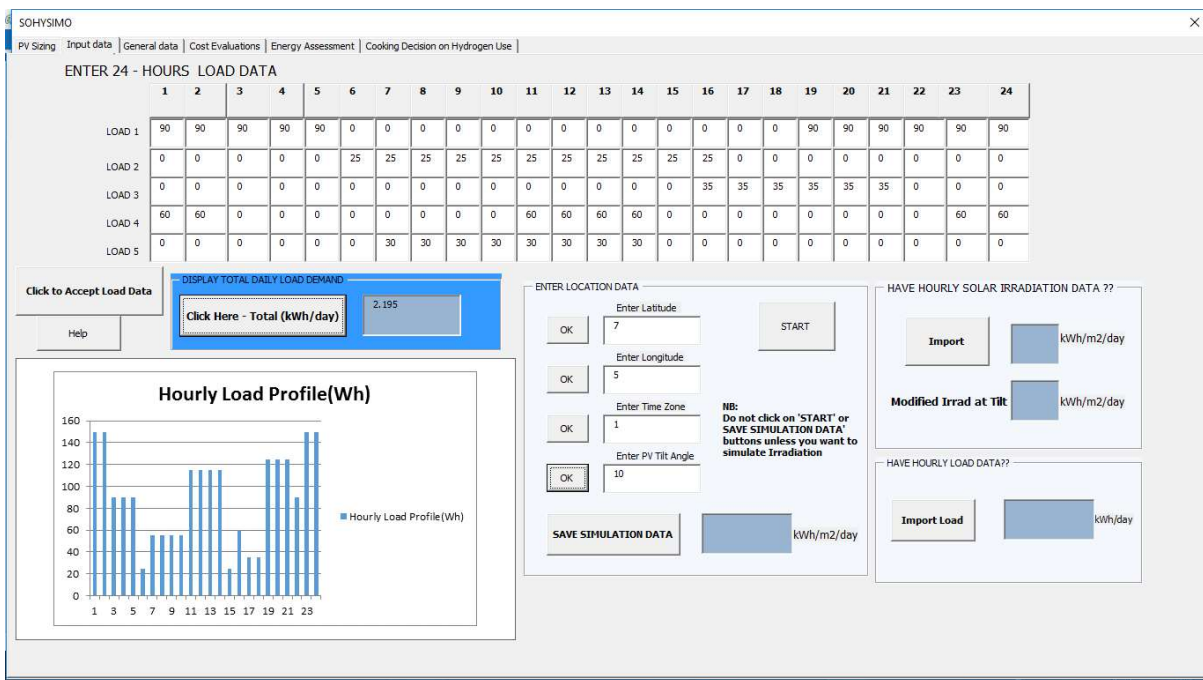 SOHYSIMO
PV Sizing Input data General data Cost Evaluations Energy Assessment Cooking Decision on Hydrogen Use
ENTER 24 - HOURS LOAD DATA
1 2 3 4 5 6 7 8 9 10 11 12 13 14 15 16 17 18 19 20 21 22 23 24
LOAD 1 90 90 90 90 90 0 0 0 0 0 0 0 0 0 0 0 0 0 90 90 90 90 90 90
LOAD 2 0 0 0 0 0 25 25 25 25 25 25 25 25 25 25 25 0 0 0 0 0 0 0 0
LOAD 3 0 0 0 0 0 0 0 0 0 0 0 0 0 0 0 35 35 35 35 35 35 0 0 0
LOAD 4 60 60 0 0 0 0 0 0 0 0 60 60 60 60 0 0 0 0 0 0 0 0 60 60
LOAD 5 0 0 0 0 0 0 30 30 30 30 30 30 30 30 0 0 0 0 0 0 0 0 0 0
Click to Accept Load Data
Help
DISPLAY TOTAL DAILY LOAD DEMAND
Click Here - Total (kWh/day)
2.195
Hourly Load Profile(Wh)
160
140
120
100
80
60
40
20
0
1 3 5 7 9 11 13 15 17 19 21 23
Hourly Load Profile(Wh)
ENTER LOCATION DATA
Enter Latitude
OK 7
START
Enter Longitude
OK 5
Enter Time Zone
OK 1
Enter PV Tilt Angle
OK 10
NB:
Do not click on 'START' or
SAVE SIMULATION DATA'
buttons unless you want to
simulate Irradiation
SAVE SIMULATION DATA
kWh/m2/day
HAVE HOURLY SOLAR IRRADIATION DATA ??
Import
kWh/m2/day
Modified Irrad at Tilt
kWh/m2/day
HAVE HOURLY LOAD DATA??
Import Load
kWh/day